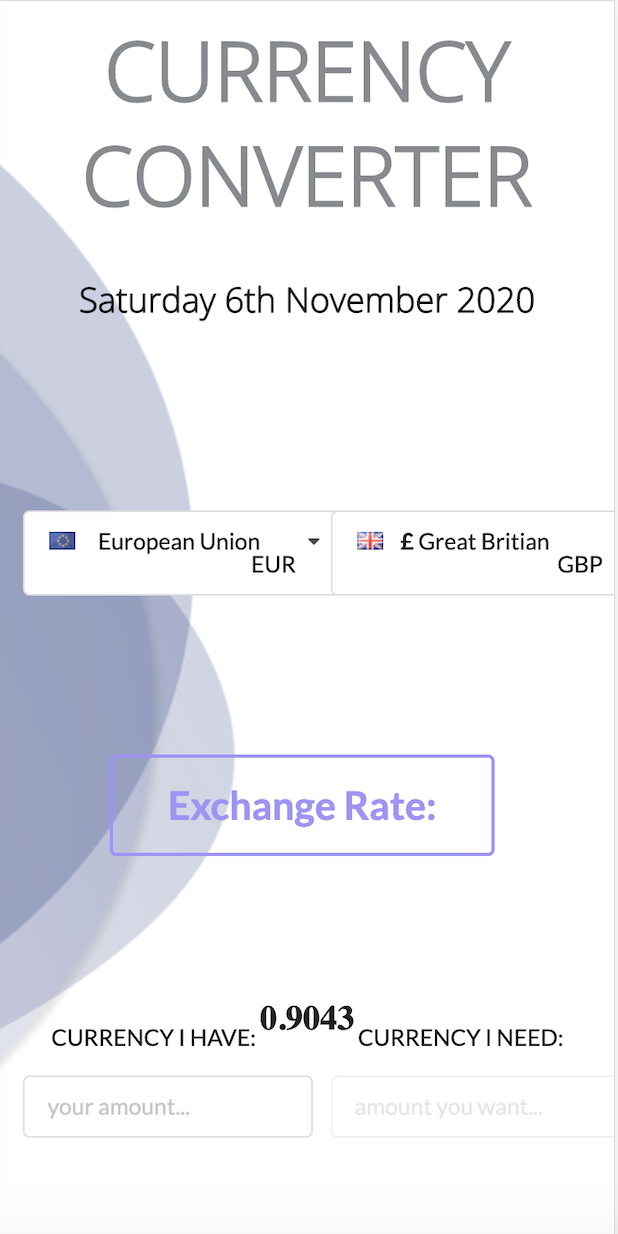 CURRENCY
CONVERTER
Saturday 6th November 2020
European Union
EUR
£ Great Britian
GBP
Exchange Rate:
0.9043
CURRENCY I HAVE:
CURRENCY I NEED:
your amount...
amount you want...